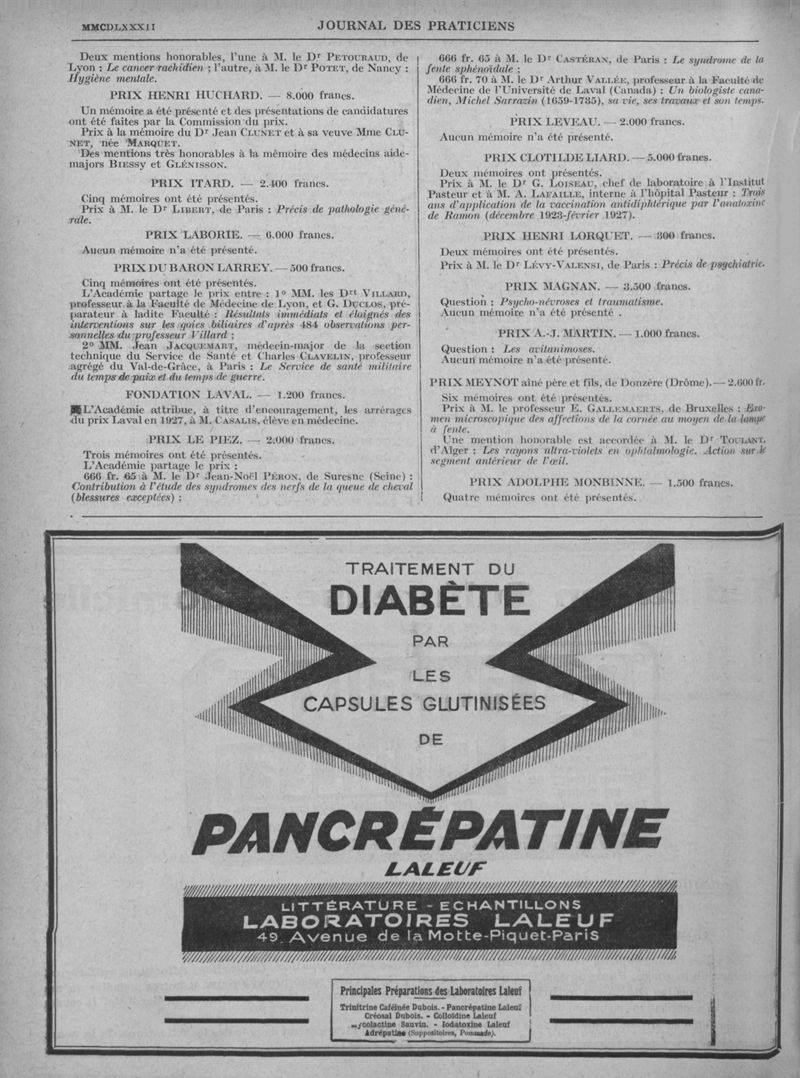 MMCDLXXXII
JOURNAL DES PRATICIENS
Deux mentions honorables, l'une à M. le Dr PETOURAUD, de
Lyon : Le cancer rachidien ; l'autre, à M. le Dr POTET, de Nancy :
Hygiène mentale.
PRIX HENRI HUCHARD. — 8.000 francs.
Un mémoire a été présenté et des présentations de candidatures
ont été faites par la Commission du prix.
Prix à la mémoire du Dr Jean CLUNET et à sa veuve Mme CLU-
NET, née MARQUET.
Des mentions très honorables à la mémoire des médecins aide-
majors BIESSY et GLÉNISSON.
PRIX ITARD. — 2.400 francs.
Cinq mémoires ont été présentés.
Prix à M. le Dr LIBERT, de Paris : Précis de pathologie géné-
rale.
PRIX LABORIE. — 6.000 francs.
Aucun mémoire n'a été présenté.
PRIX DU BARON LARREY. — 500 francs.
Cinq mémoires ont été présentés.
L'Académie partage le prix entre : 1º MM. les Drs VILLARD,
professeur à la Faculté de Médecine de Lyon, et G. DUCLOS, pré-
parateur à ladite Faculté : Résultats immédiats et éloignés des
interventions sur les voies biliaires d'après 484 observations per-
sonnelles du professeur Villard ;
2º MM. Jean JACQUEMART, médecin-major de la section
technique du Service de Santé et Charles CLAVELIN, professeur
agrégé du Val-de-Grâce, à Paris : Le Service de santé militaire
du temps de paix et du temps de guerre.
FONDATION LAVAL. — 1.200 francs.
L'Académie attribue, à titre d'encouragement, les arrérages
du prix Laval en 1927, à M. CASALIS, élève en médecine.
PRIX LE PIEZ. — 2.000 francs.
Trois mémoires ont été présentés.
L'Académie partage le prix :
666 fr. 65 à M. le Dr Jean-Noël PÉRON, de Suresne (Seine) :
Contribution à l'étude des syndromes des nerfs de la queue de cheval
(blessures exceptées) ;
666 fr. 65 à M. le Dr CASTÉRAN, de Paris : Le syndrome de la
fente sphénoïdale ;
666 fr. 70 à M. le Dr Arthur VALLÉE, professeur à la Faculté de
Médecine de l'Université de Laval (Canada) : Un biologiste cana-
dien, Michel Sarrazin (1659-1735), sa vie, ses travaux et son temps.
PRIX LEVEAU. — 2.000 francs.
Aucun mémoire n'a été présenté.
PRIX CLOTILDE LIARD. — 5.000 francs.
Deux mémoires ont présentés.
Prix à M. le Dr G. LOISEAU, chef de laboratoire à l'Institut
Pasteur et à M. A. LAFAILLE, interne à l'hôpital Pasteur : Trois
ans d'application de la vaccination antidiphtérique par l'anatoxine
de Ramon (décembre 1923-février 1927).
PRIX HENRI LORQUET. — 300 francs.
Deux mémoires ont été présentés.
Prix à M. le Dr LÉVY-VALENSI, de Paris : Précis de psychiatrie.
PRIX MAGNAN. — 3.500 francs.
Question : Psycho-névroses et traumatisme.
Aucun mémoire n'a été présenté .
PRIX A.-J. MARTIN. — 1.000 francs.
Question : Les avitaminoses.
Aucun mémoire n'a été présenté.
PRIX MEYNOT aîné père et fils, de Donzère (Drôme). — 2.600 fr.
Six mémoires ont été présentés.
Prix à M. le professeur E. GALLEMAERTS, de Bruxelles : Exa-
men microscopique des affections de la cornée au moyen de la lampe
à fente.
Une mention honorable est accordée à M. le Dr TOULANT,
d'Alger : Les rayons ultra-violets en ophtalmologie. Action sur le
segment antérieur de l'œil.
PRIX ADOLPHE MONBINNE. — 1.500 francs.
Quatre mémoires ont été présentés.
TRAITEMENT DU
DIABÈTE
PAR
LES
CAPSULES GLUTINISÉES
DE
PANCRÉPATINE
LALEUF
LITTÉRATURE - ECHANTILLONS
LABORATOIRES LALEUF
49. Avenue de la Motte-Piquet-Paris
Principales Préparations des Laboratoires Laleuf
Trinitrine Caféinée Dubois. - Pancrépatine Laleuf
Créosal Dubois. - Colloïdine Laleuf
Sauvin. - Iodatoxine Laleuf
Adrépatine (Suppositoires, Pommade).